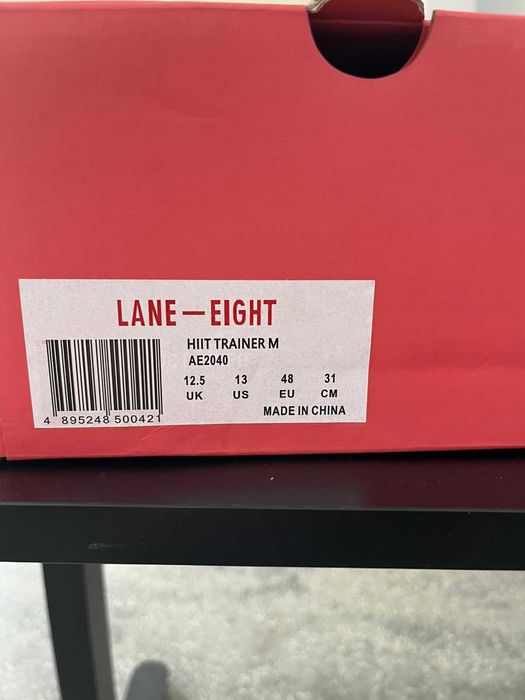 LANE—EIGHT
HIIT TRAINER M
AE2040
12.5 13 48 31
UK US EU CM
MADE IN CHINA
4 895248 500421